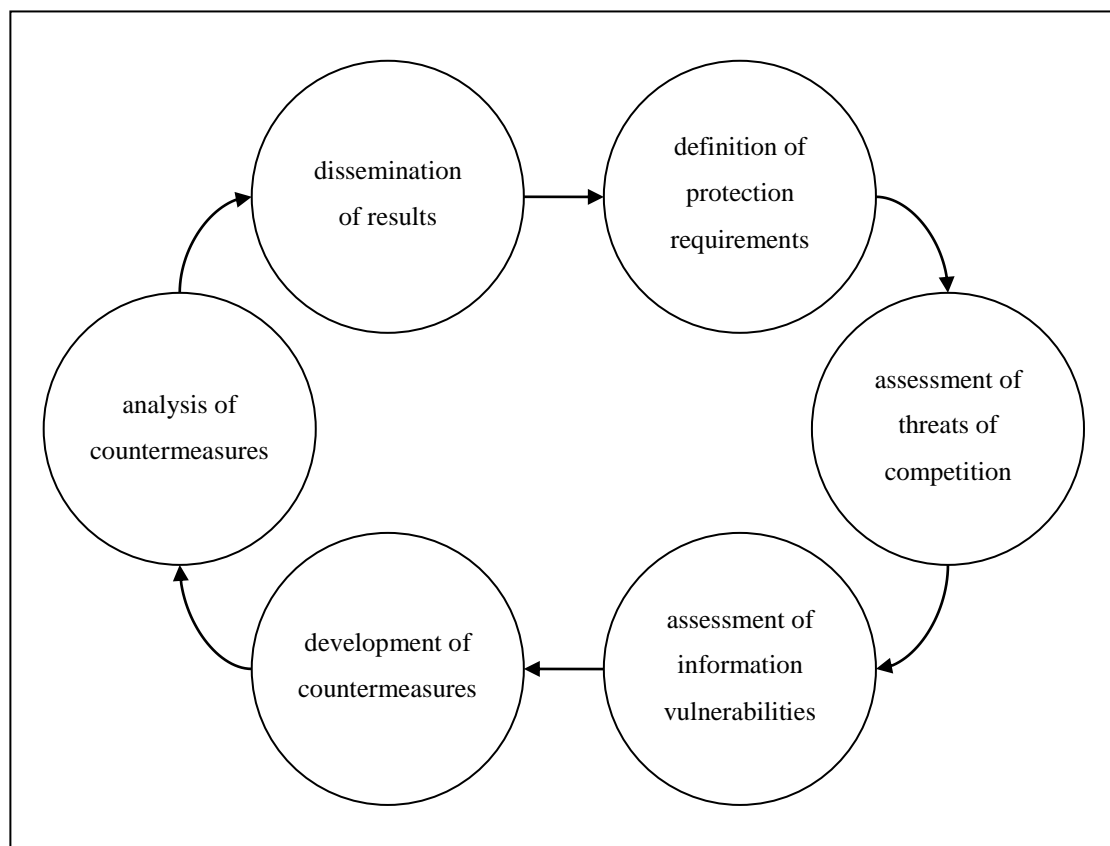 dissemination
of results
definition of
protection
requirements
assessment of
threats of
competition
assessment of
information
vulnerabilities
development of
countermeasures
analysis of
countermeasures